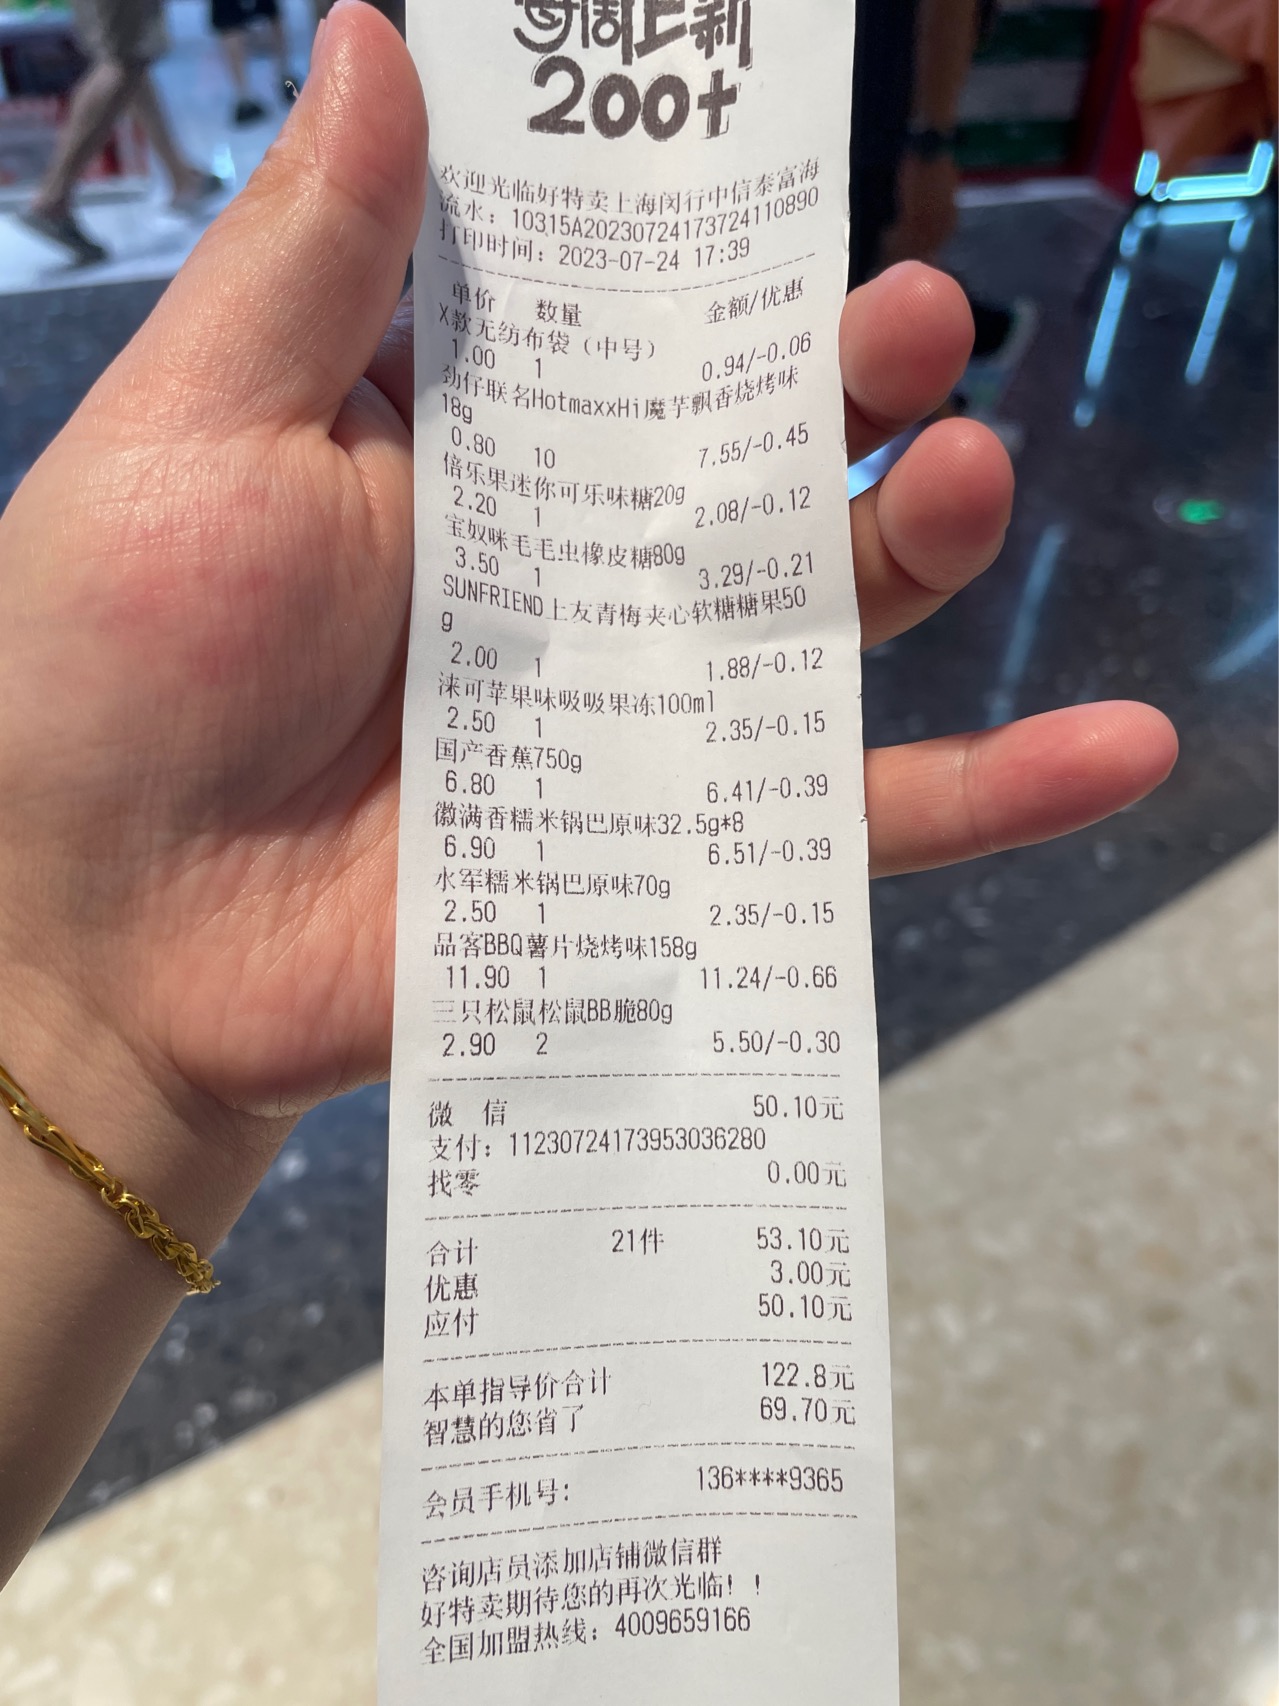 每周上新
200+
欢迎光临好特卖上海闵行中信泰富海
流水：10315A20230724173724110890
打印时间：2023-07-24 17:39
单价 数量 金额/优惠
X款无纺布袋（中号）
1.00 1 0.94/-0.06
劲仔联名HotmaxxHi魔芋飘香烧烤味
18g
0.80 10 7.55/-0.45
倍乐果迷你可乐味糖20g
2.20 1 2.08/-0.12
宝奴咪毛毛虫橡皮糖80g
3.50 1 3.29/-0.21
SUNFRIEND上友青梅夹心软糖糖果50
g
2.00 1 1.88/-0.12
涞可苹果味吸吸果冻100ml
2.50 1 2.35/-0.15
国产香蕉750g
6.80 1 6.41/-0.39
徽满香糯米锅巴原味32.5g*8
6.90 1 6.51/-0.39
水军糯米锅巴原味70g
2.50 1 2.35/-0.15
品客BBQ薯片烧烤味158g
11.90 1 11.24/-0.66
三只松鼠松鼠BB脆80g
2.90 2 5.50/-0.30
微 信 50.10元
支付：11230724173953036280
找零 0.00元
合计 21件 53.10元
优惠 3.00元
应付 50.10元
本单指导价合计 122.8元
智慧的您省了 69.70元
会员手机号： 136****9365
咨询店员添加店铺微信群
好特卖期待您的再次光临！！
全国加盟热线：4009659166